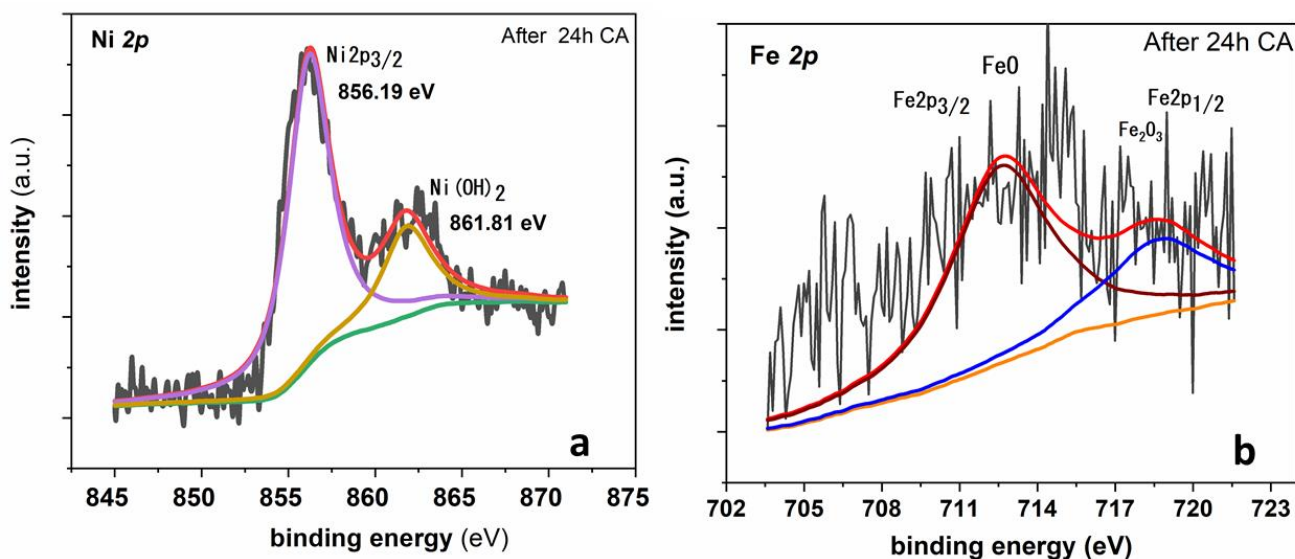 Ni 2p
After 24h CA
Ni2p3/2
856.19 eV
Ni(OH)2
861.81 eV
intensity (a.u.)
a
845 850 855 860 865 870 875
binding energy (eV)
Fe 2p
After 24h CA
FeO
Fe2p3/2
Fe2p1/2
Fe2O3
intensity (a.u.)
b
702 705 708 711 714 717 720 723
binding energy (eV)